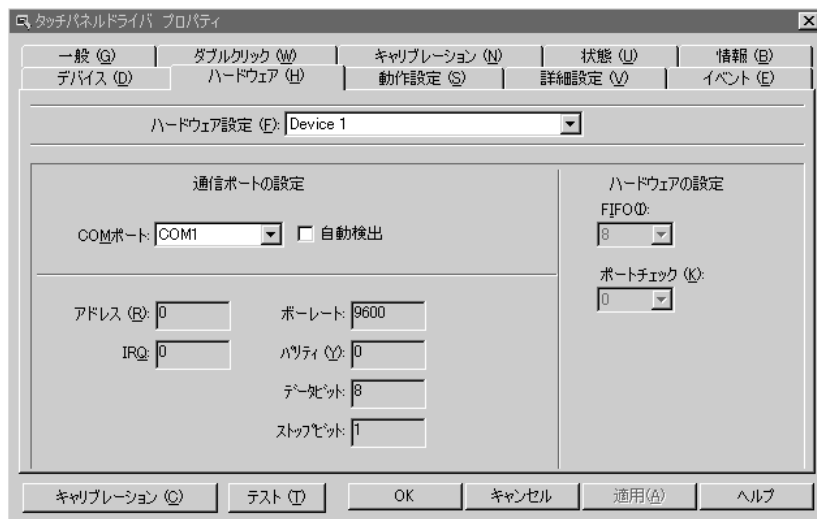 タッチパネルドライバ プロパティ
一般 (G) ダブルクリック (W) キャリブレーション (N) 状態 (U) 情報 (B)
デバイス (D) ハードウェア (H) 動作設定 (S) 詳細設定 (V) イベント (E)
ハードウェア設定 (F): Device 1
通信ポートの設定
COMポート: COM1 自動検出
アドレス (R): 0 ボーレート: 9600
IRQ: 0 パリティ (Y): 0
データビット: 8
ストップビット: 1
ハードウェアの設定
FIFO(I):
8
ポートチェック (K):
0
キャリブレーション (C) テスト (T) OK キャンセル 適用(A) ヘルプ